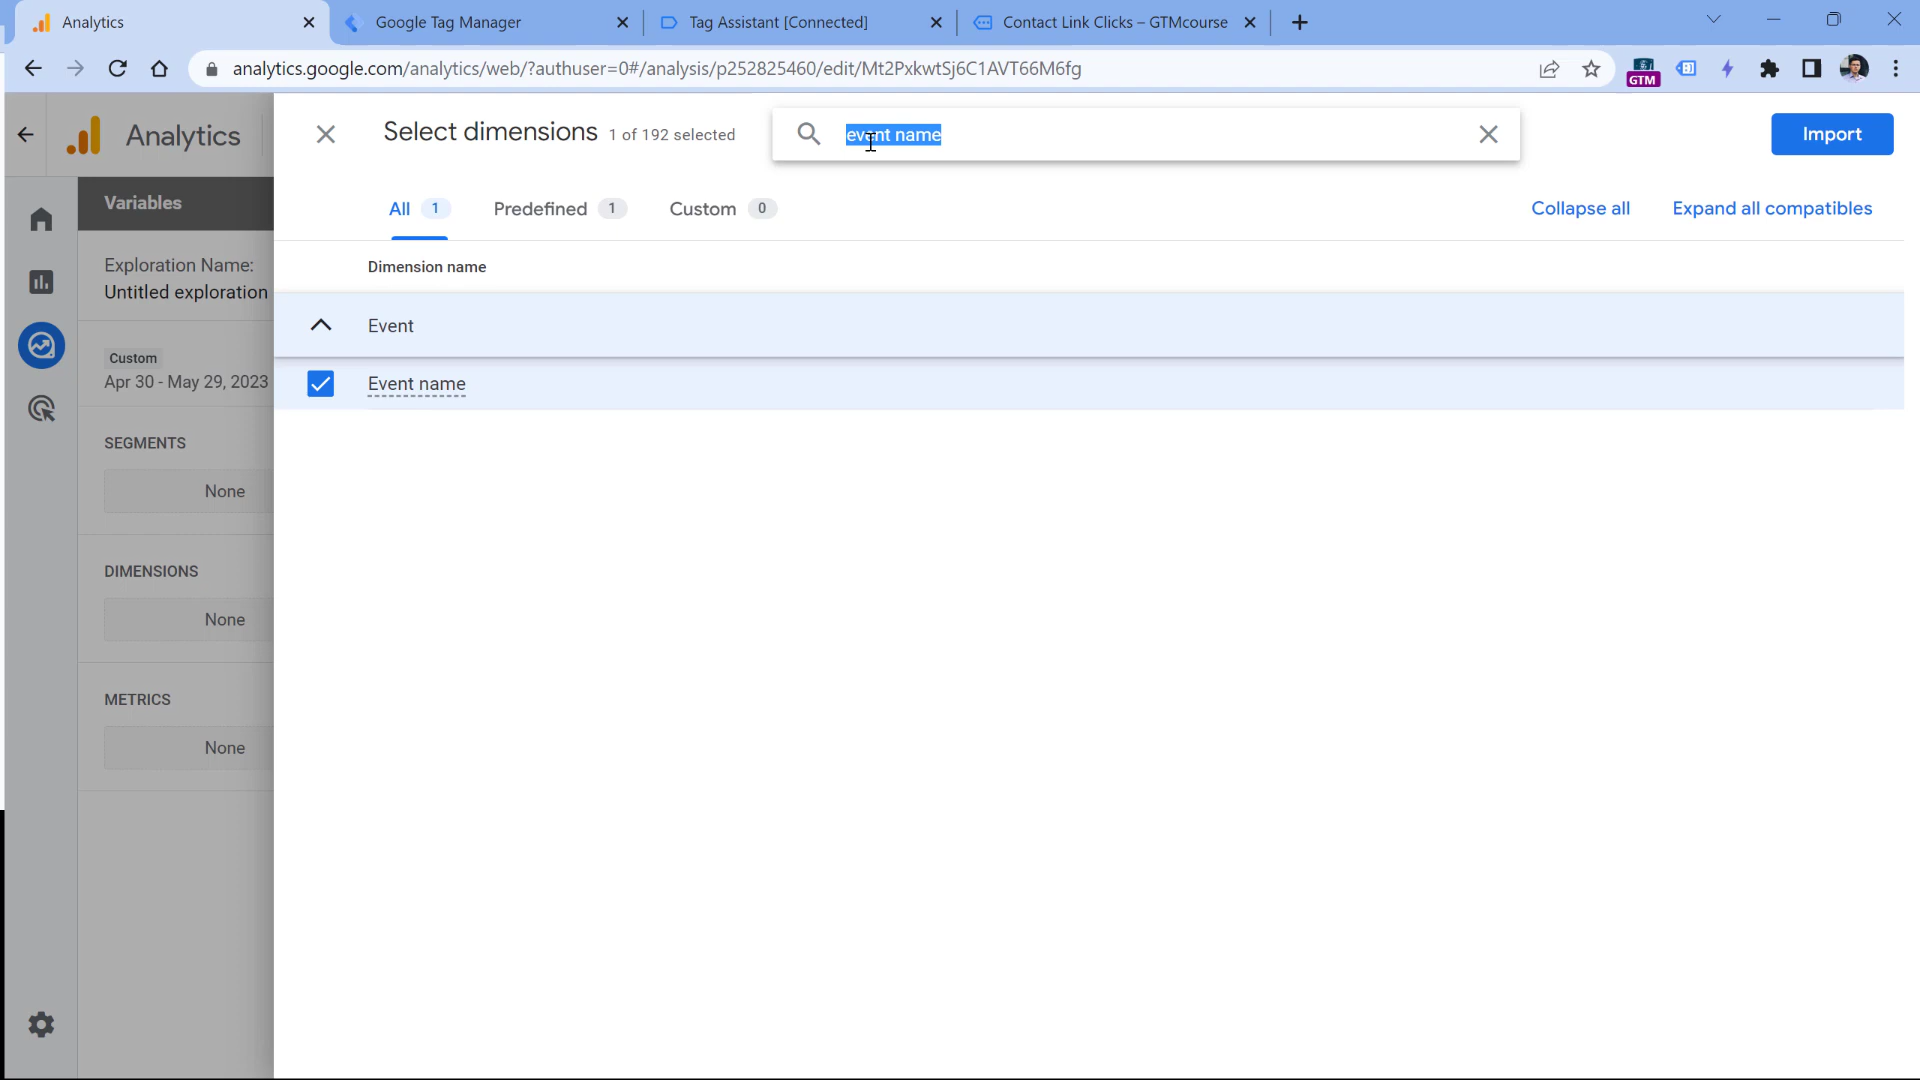 Analytics
Google Tag Manager
Tag Assistant [Connected]
Contact Link Clicks – GTMcourse
analytics.google.com/analytics/web/?authuser=0#/analysis/p252825460/edit/Mt2PxkwtSj6C1AVT66M6fg
GTM
Analytics
Select dimensions 1 of 192 selected
event name
Import
Variables
All 1
Predefined 1
Custom 0
Collapse all
Expand all compatibles
Exploration Name:
Untitled exploration
Dimension name
Event
Custom
Apr 30 - May 29, 2023
Event name
SEGMENTS
None
DIMENSIONS
None
METRICS
None